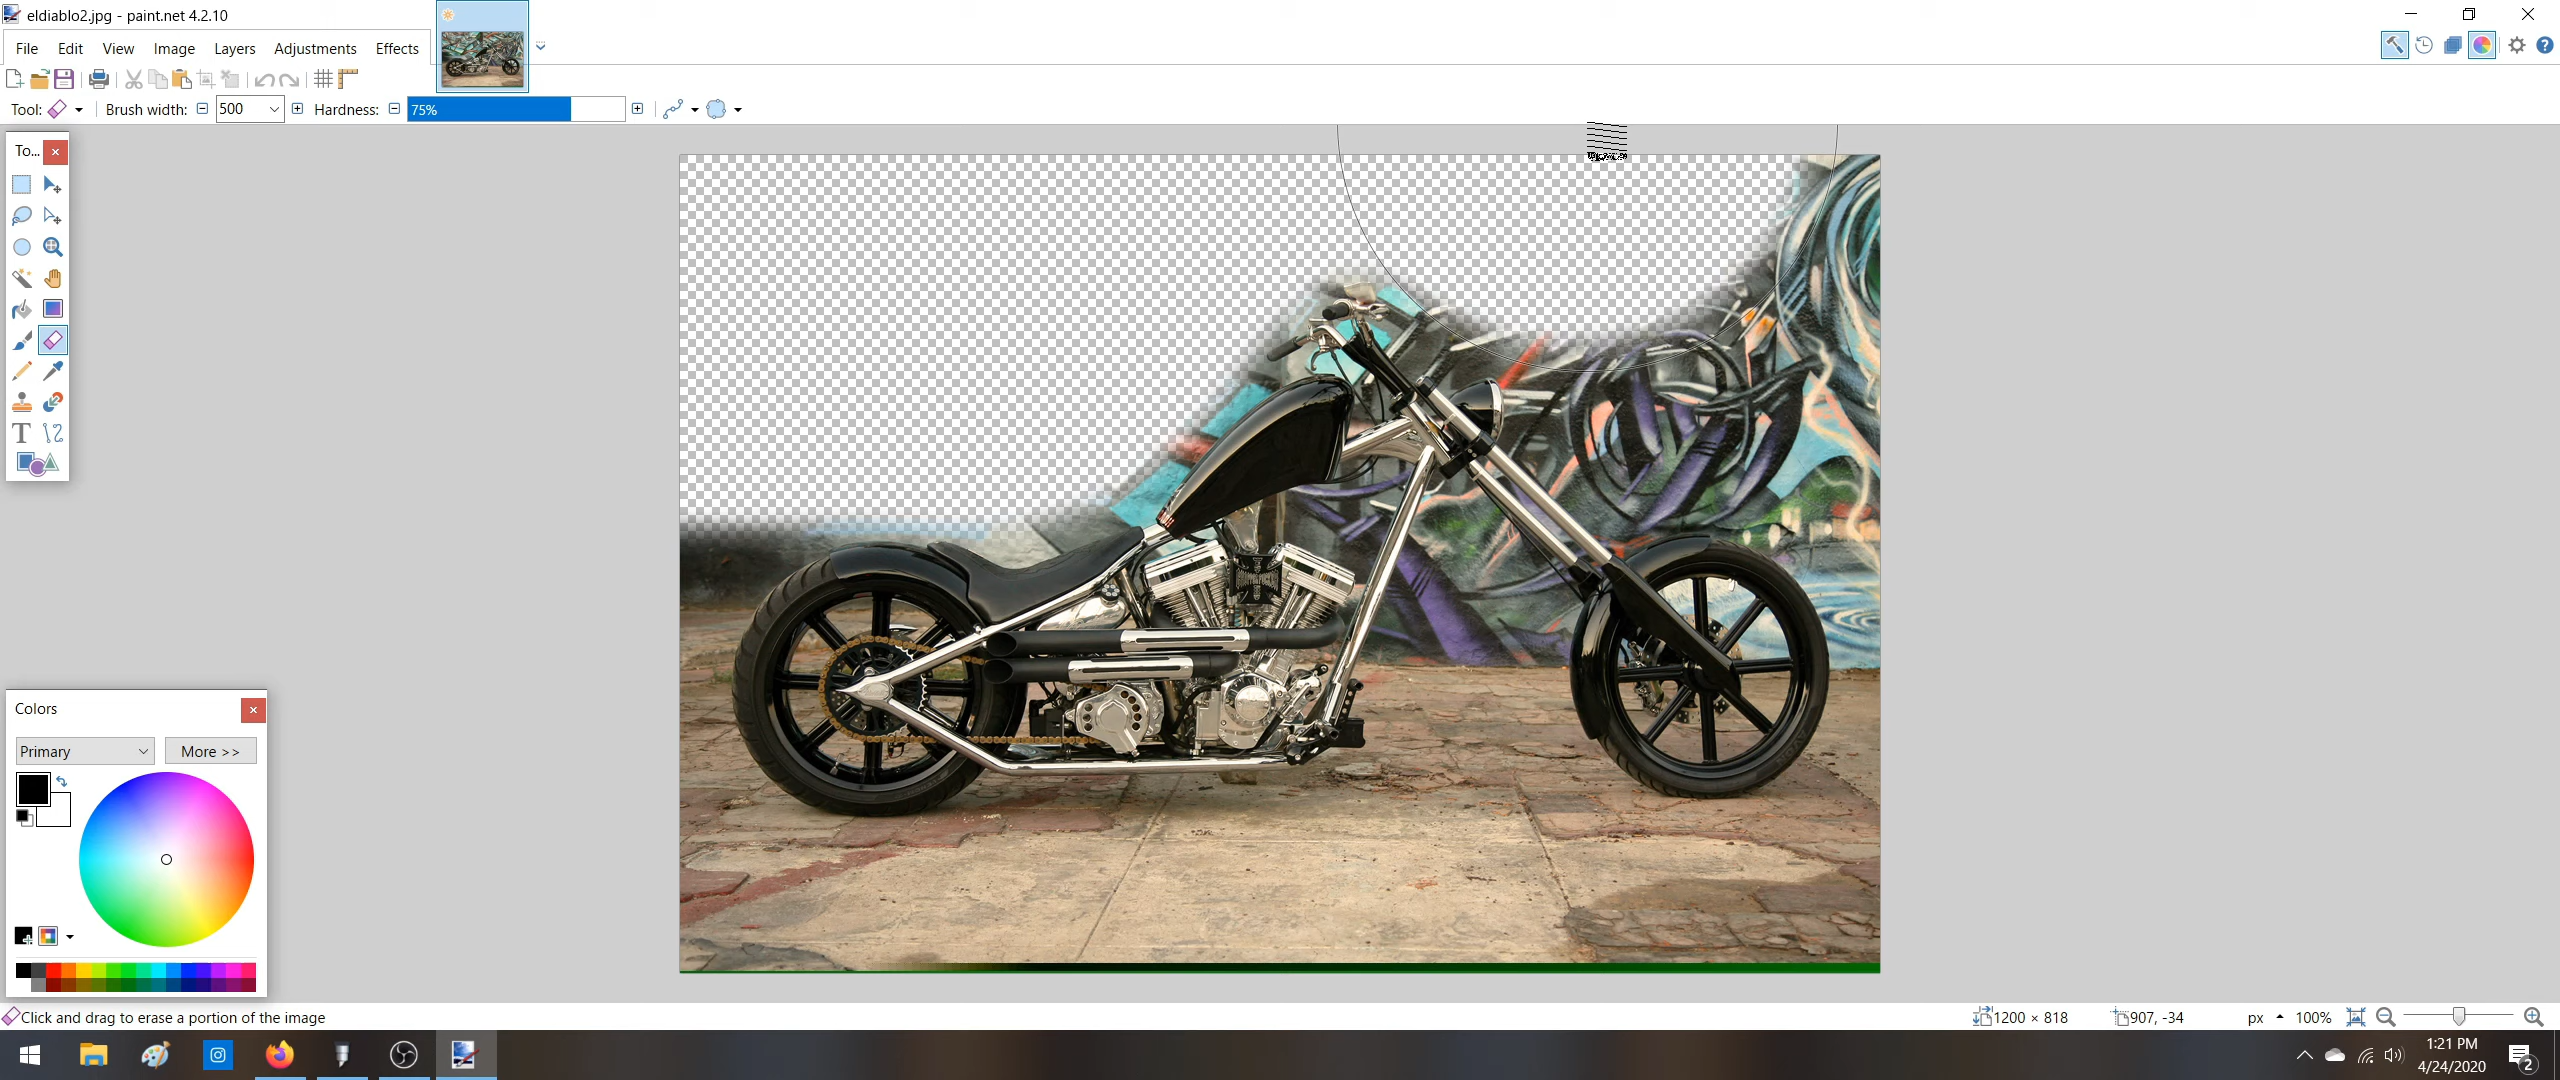 eldiablo2.jpg - paint.net 4.2.10
File Edit View Image Layers Adjustments Effects
Tool: Brush width: 500 Hardness: 75%
To...
T
Colors
Primary More >>
Click and drag to erase a portion of the image 1200 × 818 907, -34 px 100%
1:21 PM
4/24/2020 2